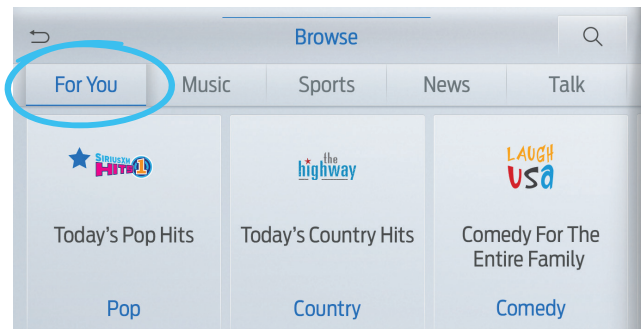 Browse
For You Music Sports News Talk
SIRIUSXM
HITS 1
the
highway
LAUGH
USA
Today's Pop Hits
Today's Country Hits
Comedy For The
Entire Family
Pop
Country
Comedy